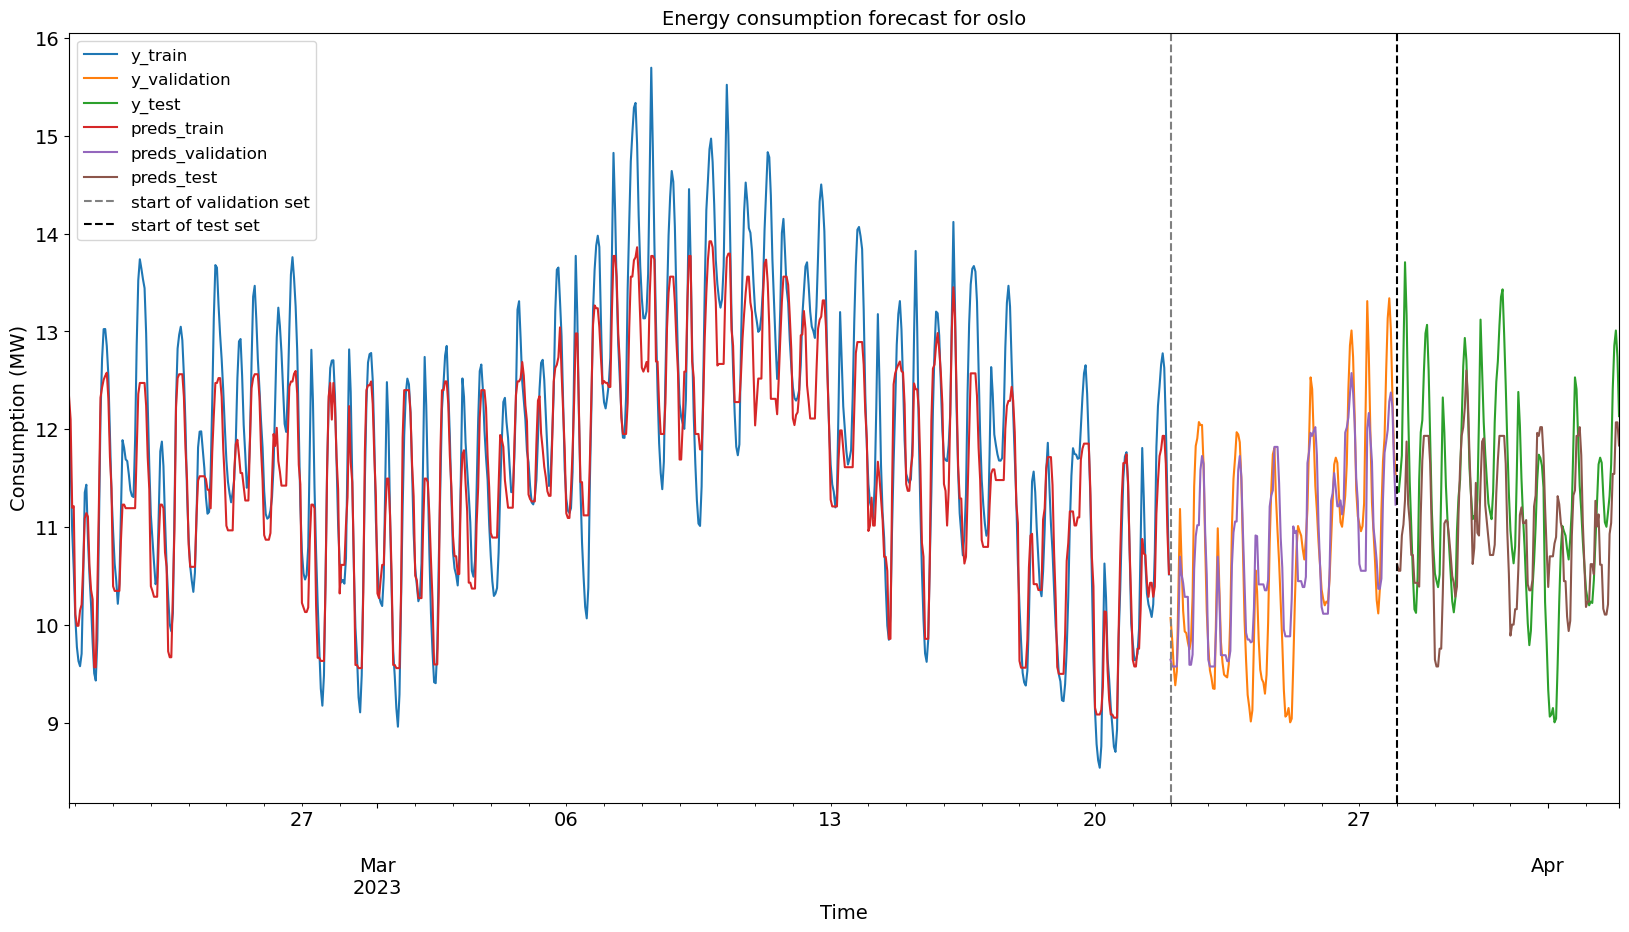 Energy consumption forecast for oslo
16
15
14
13
12
11
10
9
Consumption (MW)
y_train
y_validation
y_test
preds_train
preds_validation
preds_test
start of validation set
start of test set
27
06
13
20
27
Mar
2023
Apr
Time